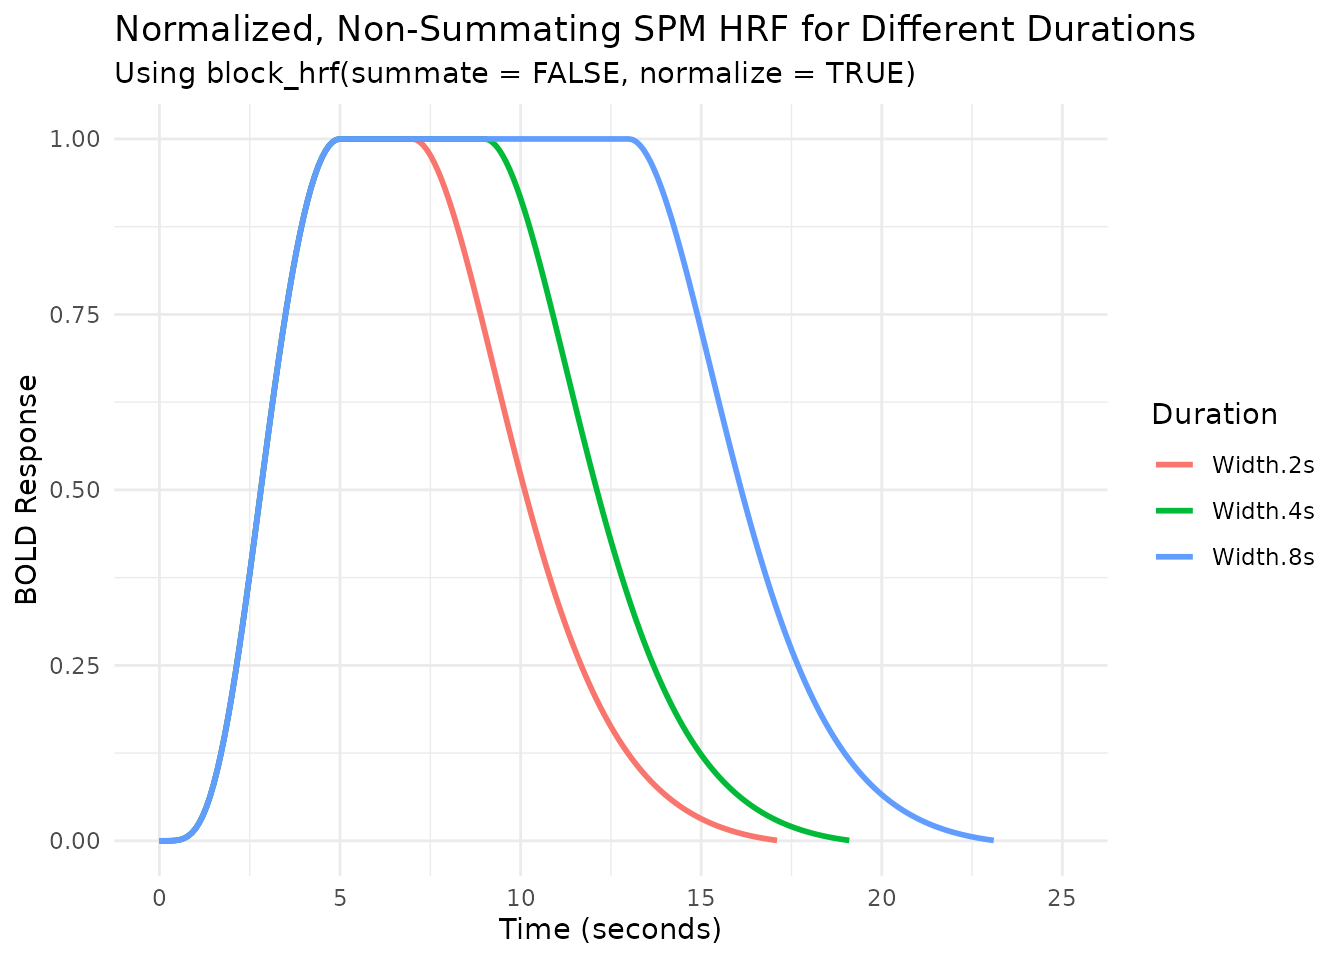 Normalized, Non-Summating SPM HRF for Different Durations
Using block_hrf(summate = FALSE, normalize = TRUE)
BOLD Response
1.00
0.75
0.50
0.25
0.00
0 5 10 15 20 25
Time (seconds)
Duration
Width.2s
Width.4s
Width.8s